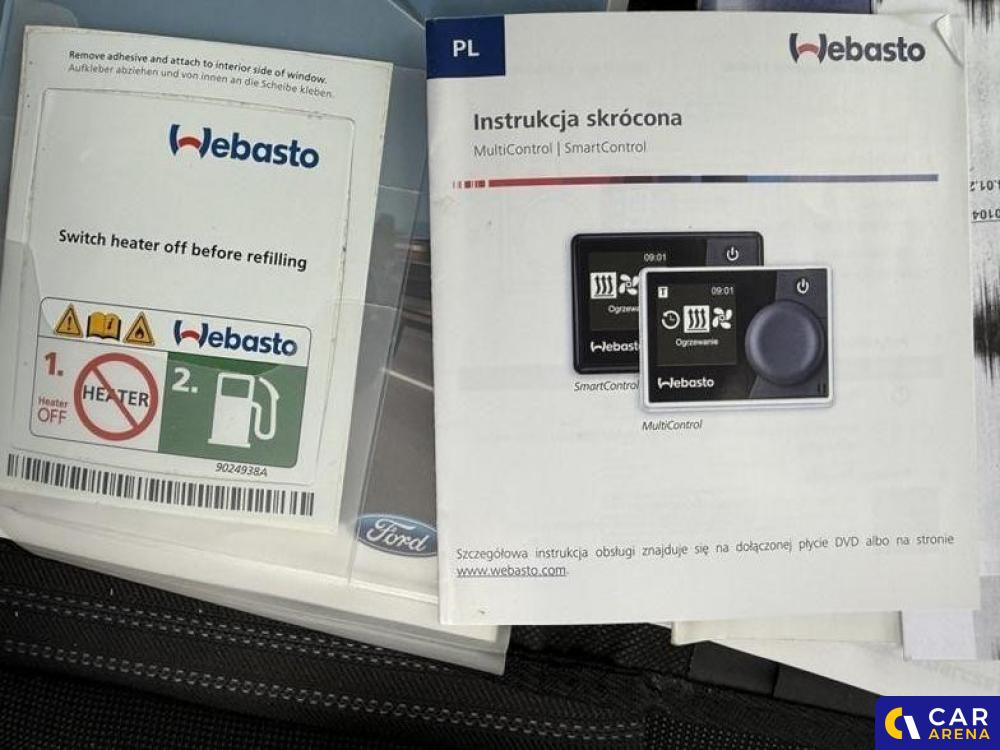 Remove adhesive and attach to interior side of window.
Aufkleber abziehen und von innen an die Scheibe kleben.
Webasto
Switch heater off before refilling
Webasto
1.
HEATER
Heater
OFF
2.
9024938A
Ford
PL
Webasto
Instrukcja skrócona
MultiControl | SmartControl
09:01
Ogrzewa
Webasto
SmartControl
T
09:01
Ogrzewanie
Webasto
MultiControl
Szczegółowa instrukcja obsługi znajduje się na dołączonej płycie DVD albo na stronie
www.webasto.com.
CAR
ARENA